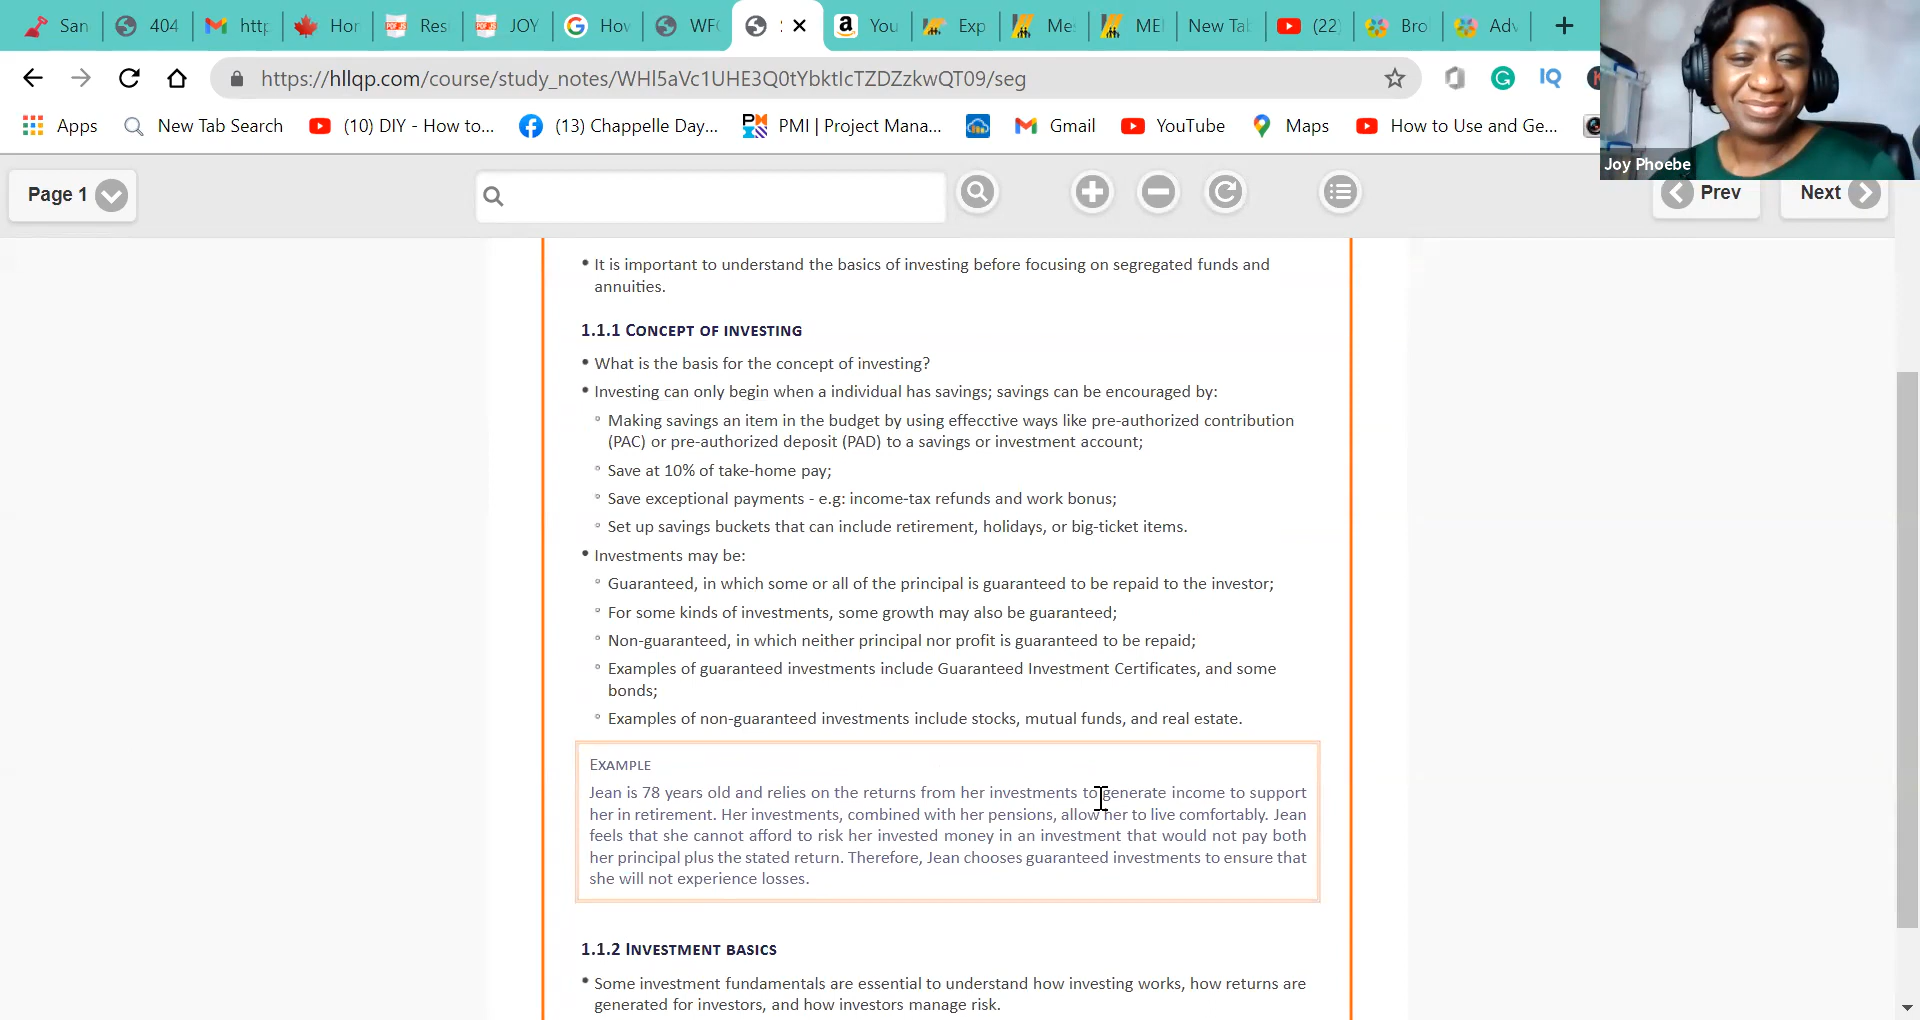 San
404
http
Hor
Res
JOY
How
WFG
S
You
Exp
Me
ME
New Tab
(22)
Bro
Adv
https://hllqp.com/course/study_notes/WHl5aVc1UHE3Q0tYbktIcTZDZzkwQT09/seg
Apps
New Tab Search
(10) DIY - How to...
(13) Chappelle Day...
PMI | Project Mana...
Gmail
YouTube
Maps
How to Use and Ge...
Joy Phoebe
Page 1
Prev
Next
• It is important to understand the basics of investing before focusing on segregated funds and
annuities.
1.1.1 CONCEPT OF INVESTING
• What is the basis for the concept of investing?
• Investing can only begin when a individual has savings; savings can be encouraged by:
° Making savings an item in the budget by using effecctive ways like pre-authorized contribution
(PAC) or pre-authorized deposit (PAD) to a savings or investment account;
° Save at 10% of take-home pay;
° Save exceptional payments - e.g: income-tax refunds and work bonus;
° Set up savings buckets that can include retirement, holidays, or big-ticket items.
• Investments may be:
° Guaranteed, in which some or all of the principal is guaranteed to be repaid to the investor;
° For some kinds of investments, some growth may also be guaranteed;
° Non-guaranteed, in which neither principal nor profit is guaranteed to be repaid;
° Examples of guaranteed investments include Guaranteed Investment Certificates, and some
bonds;
° Examples of non-guaranteed investments include stocks, mutual funds, and real estate.
EXAMPLE
Jean is 78 years old and relies on the returns from her investments to generate income to support
her in retirement. Her investments, combined with her pensions, allow her to live comfortably. Jean
feels that she cannot afford to risk her invested money in an investment that would not pay both
her principal plus the stated return. Therefore, Jean chooses guaranteed investments to ensure that
she will not experience losses.
1.1.2 INVESTMENT BASICS
• Some investment fundamentals are essential to understand how investing works, how returns are
generated for investors, and how investors manage risk.